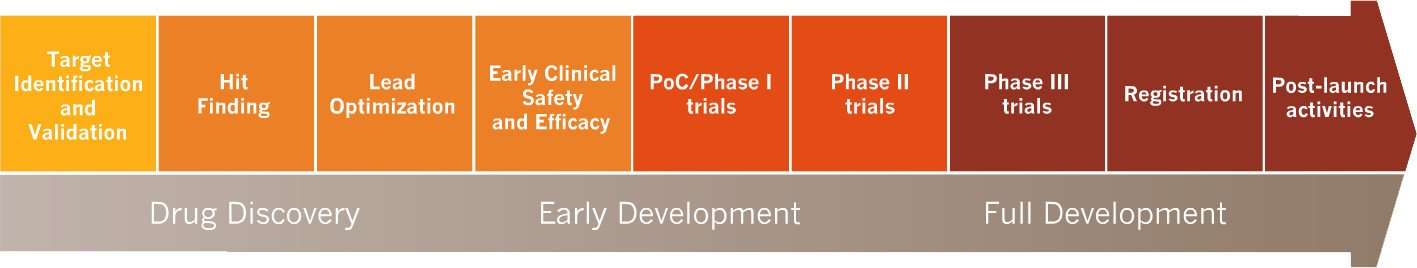 Target
Identification
and
Validation
Hit
Finding
Lead
Optimization
Early Clinical
Safety
and Efficacy
PoC/Phase I
trials
Phase II
trials
Phase III
trials
Registration
Post-launch
activities
Drug Discovery
Early Development
Full Development